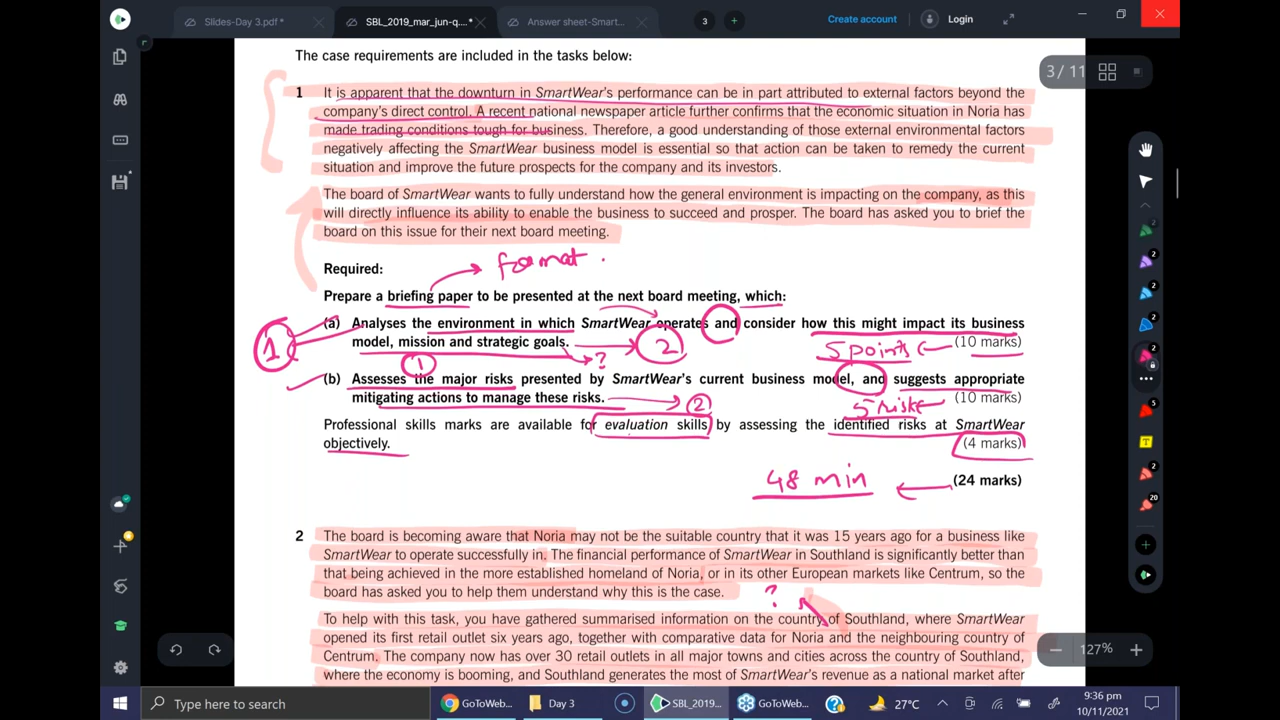 Slides-Day 3.pdf*
SBL_2019_mar_jun-q....*
Answer sheet-Smart...
3
Create account
Login
The case requirements are included in the tasks below:
3 / 11
1 It is apparent that the downturn in SmartWear's performance can be in part attributed to external factors beyond the
company's direct control. A recent national newspaper article further confirms that the economic situation in Noria has
made trading conditions tough for business. Therefore, a good understanding of those external environmental factors
negatively affecting the SmartWear business model is essential so that action can be taken to remedy the current
situation and improve the future prospects for the company and its investors.
The board of SmartWear wants to fully understand how the general environment is impacting on the company, as this
will directly influence its ability to enable the business to succeed and prosper. The board has asked you to brief the
board on this issue for their next board meeting.
format .
Required:
Prepare a briefing paper to be presented at the next board meeting, which:
(a) Analyses the environment in which SmartWear operates and consider how this might impact its business
model, mission and strategic goals. (10 marks)
1
2
5 points
?
1
(b) Assesses the major risks presented by SmartWear's current business model, and suggests appropriate
mitigating actions to manage these risks. (10 marks)
2
5 risks
Professional skills marks are available for evaluation skills by assessing the identified risks at SmartWear
objectively. (4 marks)
48 min
(24 marks)
2 The board is becoming aware that Noria may not be the suitable country that it was 15 years ago for a business like
SmartWear to operate successfully in. The financial performance of SmartWear in Southland is significantly better than
that being achieved in the more established homeland of Noria, or in its other European markets like Centrum, so the
board has asked you to help them understand why this is the case.
?
To help with this task, you have gathered summarised information on the country of Southland, where SmartWear
opened its first retail outlet six years ago, together with comparative data for Noria and the neighbouring country of
Centrum. The company now has over 30 retail outlets in all major towns and cities across the country of Southland,
where the economy is booming, and Southland generates the most of SmartWear's revenue as a national market after
127%
Type here to search
GoToWeb...
Day 3
SBL_2019...
GoToWeb...
27°C
9:36 pm
10/11/2021